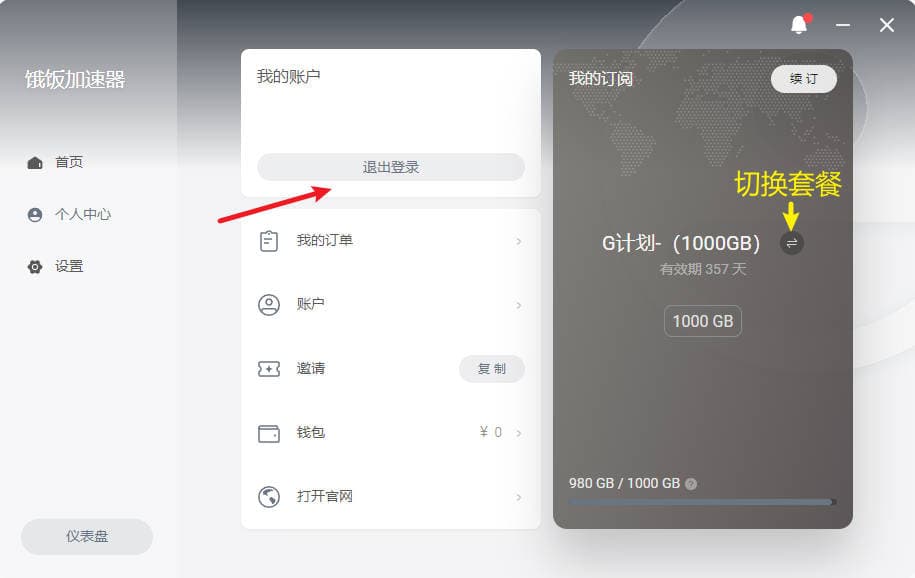 饿饭加速器
首页
个人中心
设置
仪表盘
我的账户
退出登录
我的订单
账户
邀请
复制
钱包
¥ 0
打开官网
我的订阅
续订
切换套餐
G计划-（1000GB）
有效期 357 天
1000 GB
980 GB / 1000 GB ?